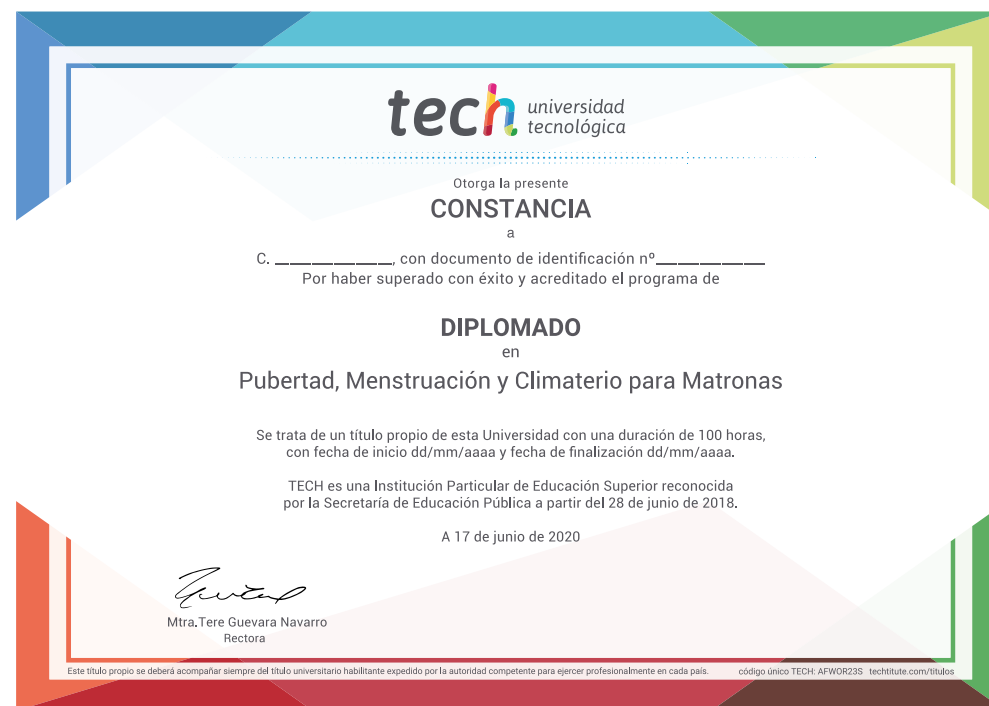 tech universidad
tecnológica
Otorga la presente
CONSTANCIA
a
C. ______________, con documento de identificación nº_____________
Por haber superado con éxito y acreditado el programa de
DIPLOMADO
en
Pubertad, Menstruación y Climaterio para Matronas
Se trata de un título propio de esta Universidad con una duración de 100 horas,
con fecha de inicio dd/mm/aaaa y fecha de finalización dd/mm/aaaa.
TECH es una Institución Particular de Educación Superior reconocida
por la Secretaría de Educación Pública a partir del 28 de junio de 2018.
A 17 de junio de 2020
Mtra.Tere Guevara Navarro
Rectora
Este título propio se deberá acompañar siempre del título universitario habilitante expedido por la autoridad competente para ejercer profesionalmente en cada país. código único TECH: AFWOR23S techtitute.com/titulos